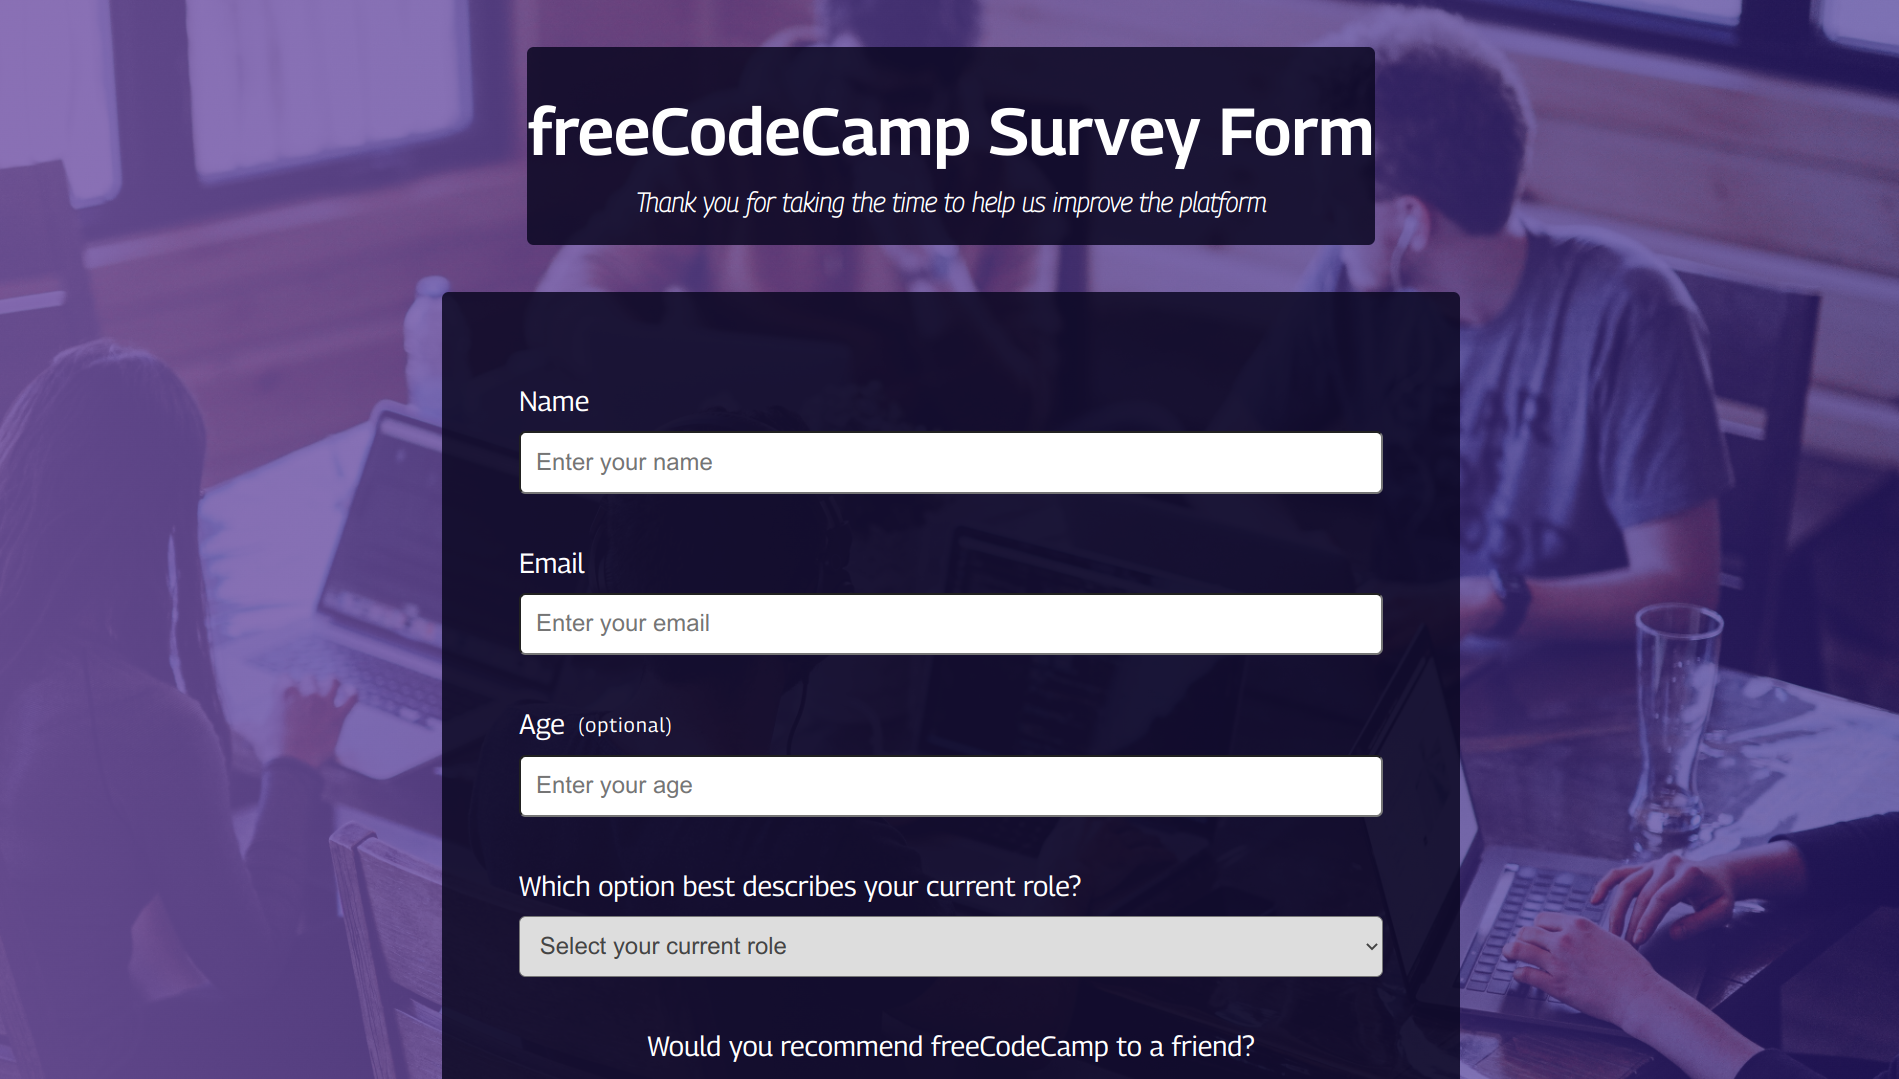 freeCodeCamp Survey Form
Thank you for taking the time to help us improve the platform
Name
Enter your name
Email
Enter your email
Age (optional)
Enter your age
Which option best describes your current role?
Select your current role
Would you recommend freeCodeCamp to a friend?